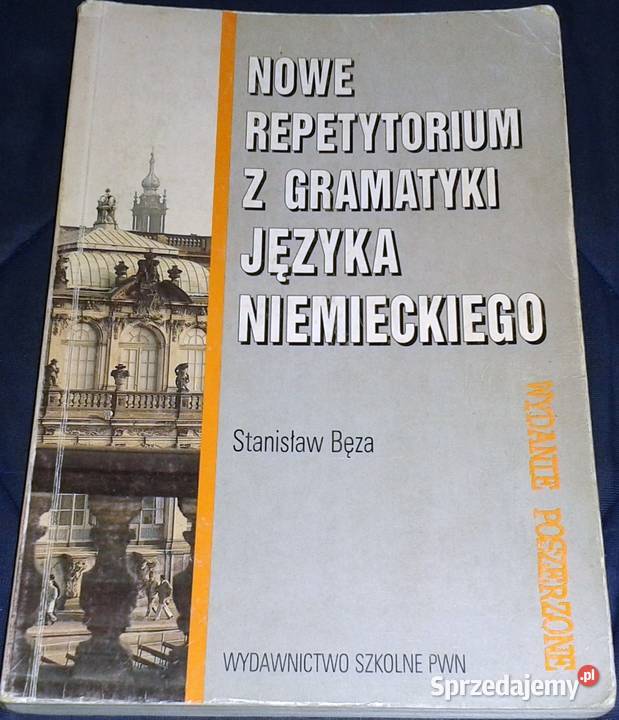 NOWE
REPETYTORIUM
Z GRAMATYKI
JĘZYKA
NIEMIECKIEGO
Stanisław Bęza
WYDANIE POSZERZONE
WYDAWNICTWO SZKOLNE PWN
Sprzedajemy.pl